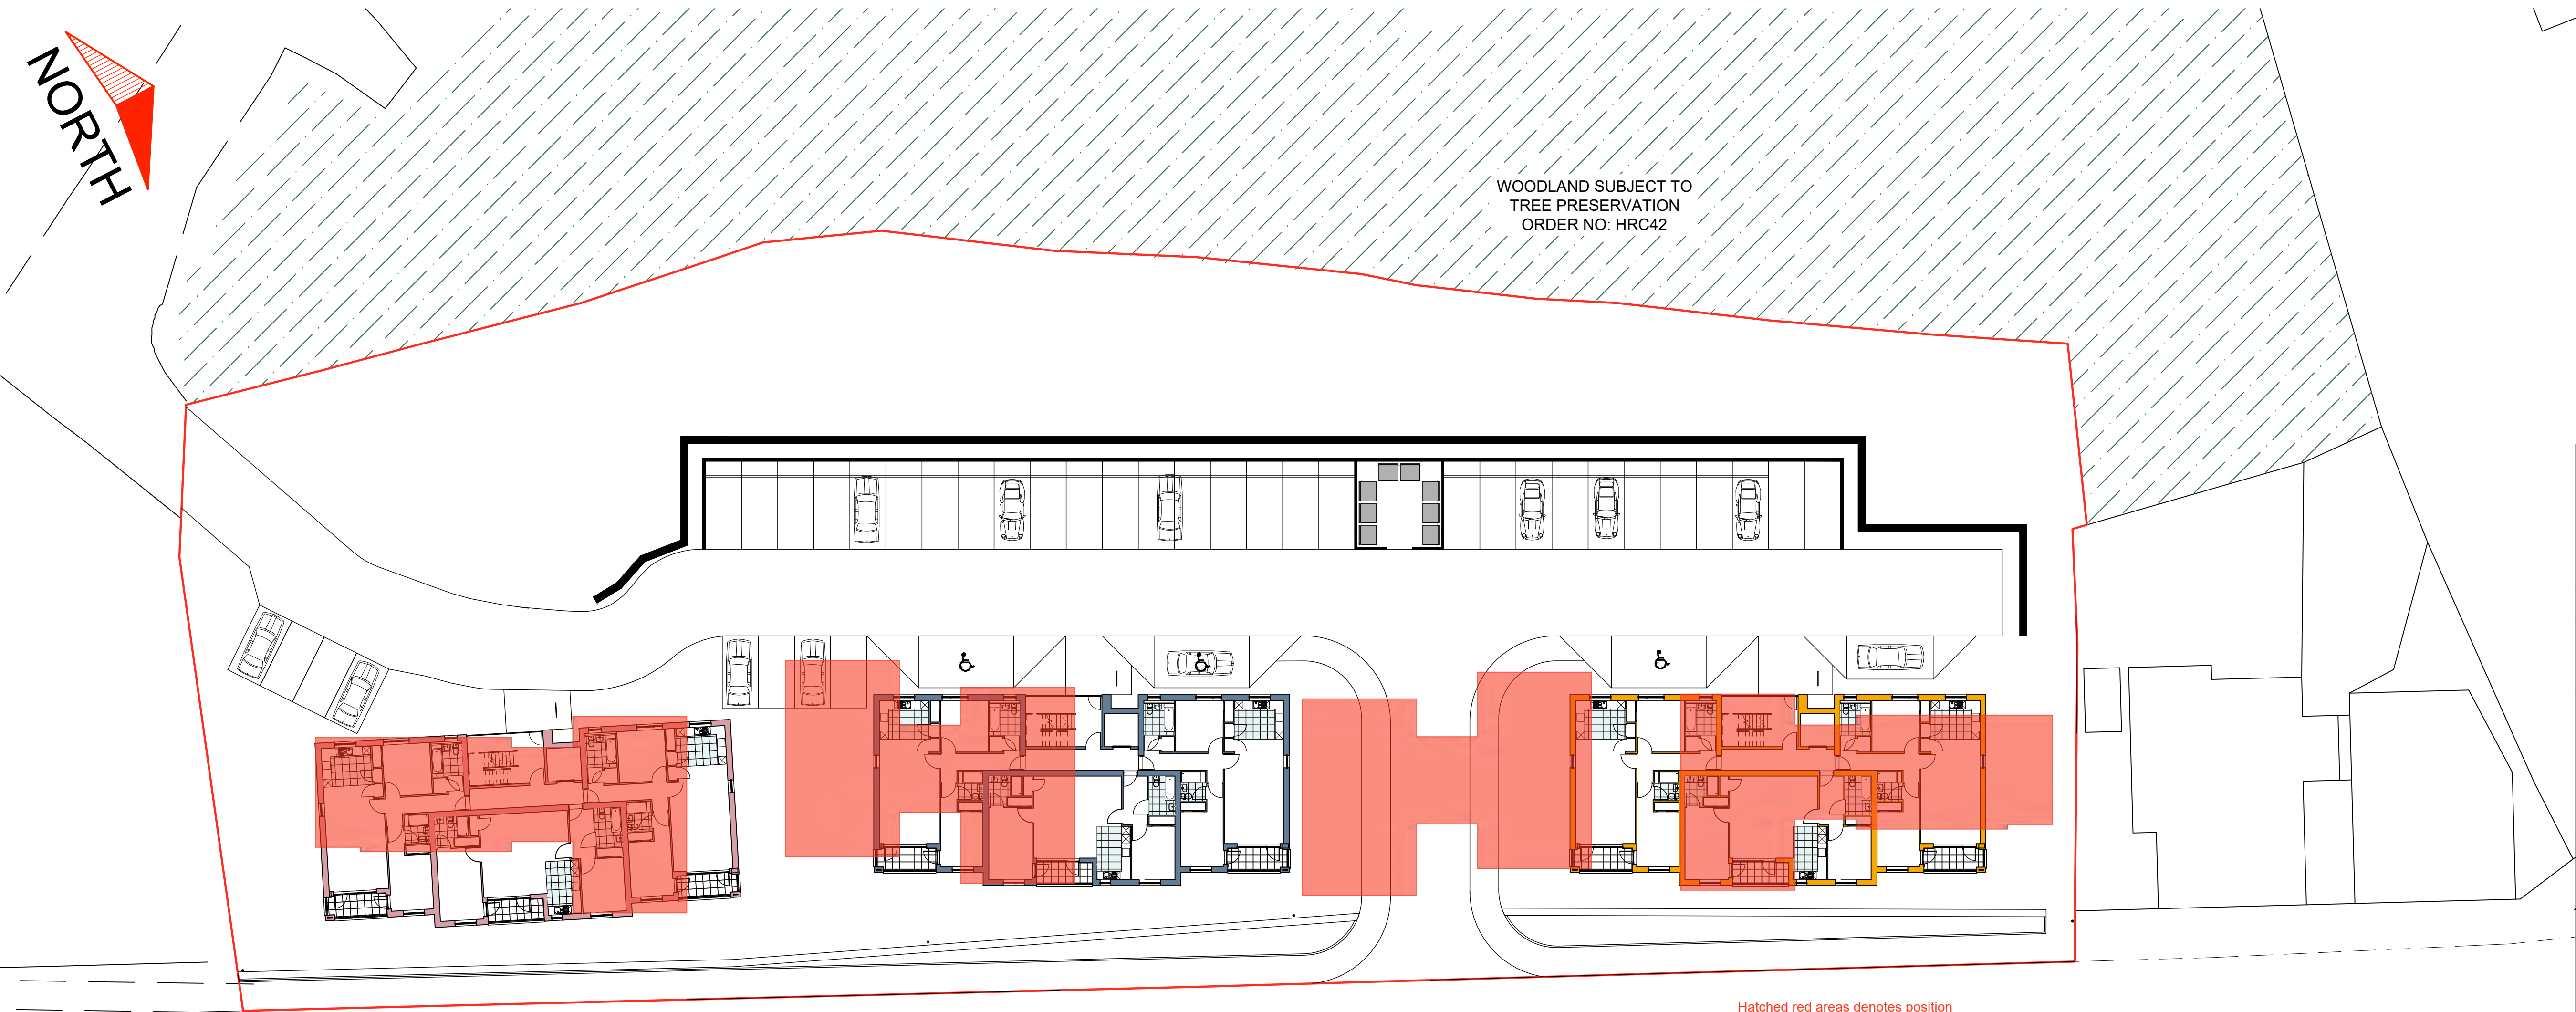 NORTH
WOODLAND SUBJECT TO
TREE PRESERVATION
ORDER NO: HRC42
Hatched red areas denotes position